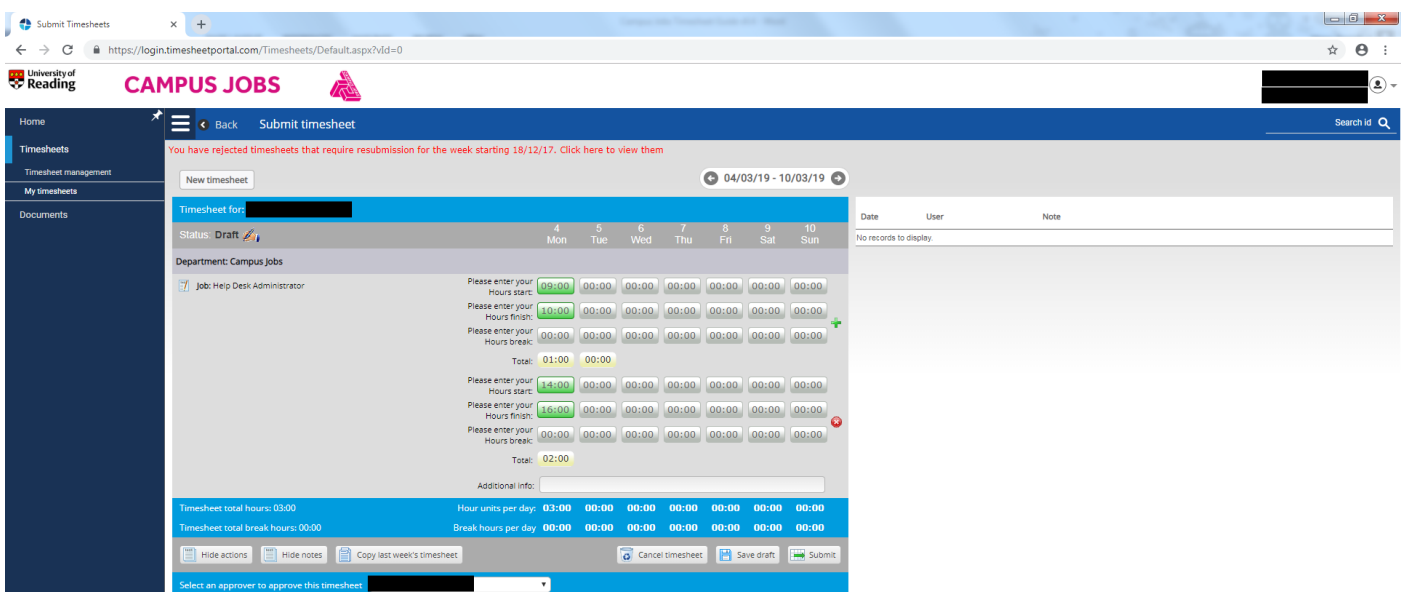 Submit Timesheets
https://login.timesheetportal.com/Timesheets/Default.aspx?vId=0
University of
Reading
CAMPUS JOBS
Home
Back Submit timesheet
Search id
Timesheets
Timesheet management
My timesheets
Documents
You have rejected timesheets that require resubmission for the week starting 18/12/17. Click here to view them
New timesheet
04/03/19 - 10/03/19
Timesheet for:
Status: Draft
4 5 6 7 8 9 10
Mon Tue Wed Thu Fri Sat Sun
Date User Note
No records to display.
Department: Campus Jobs
Job: Help Desk Administrator
Please enter your
Hours start: 09:00 00:00 00:00 00:00 00:00 00:00 00:00
Please enter your
Hours finish: 10:00 00:00 00:00 00:00 00:00 00:00 00:00
Please enter your
Hours break: 00:00 00:00 00:00 00:00 00:00 00:00 00:00
Total: 01:00 00:00
Please enter your
Hours start: 14:00 00:00 00:00 00:00 00:00 00:00 00:00
Please enter your
Hours finish: 16:00 00:00 00:00 00:00 00:00 00:00 00:00
Please enter your
Hours break: 00:00 00:00 00:00 00:00 00:00 00:00 00:00
Total: 02:00
Additional info:
Timesheet total hours: 03:00 Hour units per day: 03:00 00:00 00:00 00:00 00:00 00:00 00:00
Timesheet total break hours: 00:00 Break hours per day 00:00 00:00 00:00 00:00 00:00 00:00 00:00
Hide actions Hide notes Copy last week's timesheet Cancel timesheet Save draft Submit
Select an approver to approve this timesheet